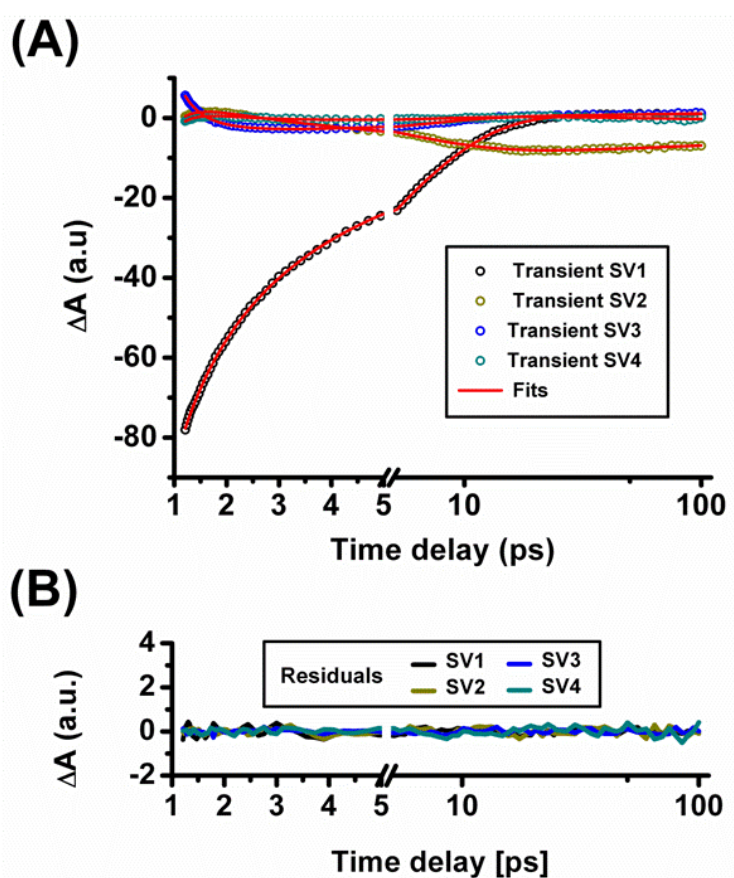 (A)
0
-20
-40
-60
-80
ΔA (a.u)
Transient SV1
Transient SV2
Transient SV3
Transient SV4
Fits
1 2 3 4 5 10 100
Time delay (ps)
(B)
4
2
0
-2
ΔA (a.u.)
Residuals
SV1 SV3
SV2 SV4
1 2 3 4 5 10 100
Time delay [ps]